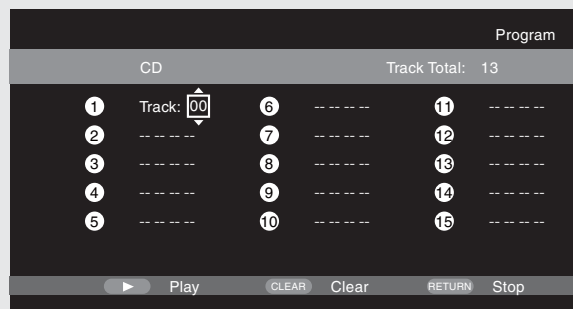 Program
CD Track Total: 13
1 Track: 00 6 -- -- -- -- 11 -- -- -- --
2 -- -- -- -- 7 -- -- -- -- 12 -- -- -- --
3 -- -- -- -- 8 -- -- -- -- 13 -- -- -- --
4 -- -- -- -- 9 -- -- -- -- 14 -- -- -- --
5 -- -- -- -- 10 -- -- -- -- 15 -- -- -- --
Play CLEAR Clear RETURN Stop